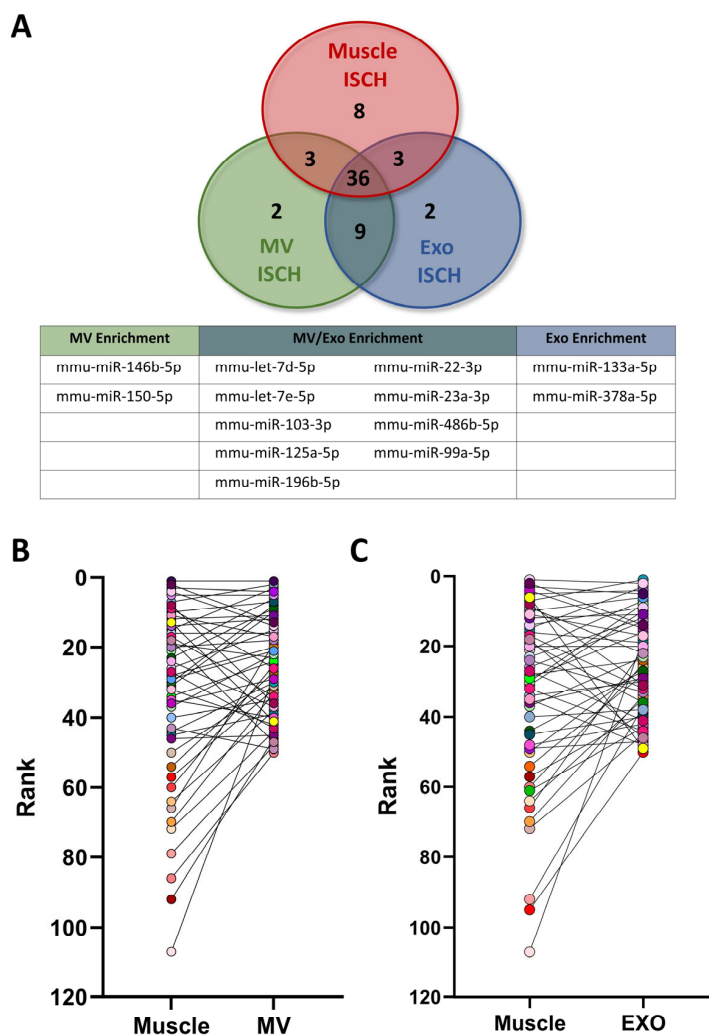 A
Muscle
ISCH
8
3
3
36
2
2
9
MV
ISCH
Exo
ISCH
MV Enrichment MV/Exo Enrichment Exo Enrichment
mmu-miR-146b-5p mmu-let-7d-5p mmu-miR-22-3p mmu-miR-133a-5p
mmu-miR-150-5p mmu-let-7e-5p mmu-miR-23a-3p mmu-miR-378a-5p
mmu-miR-103-3p mmu-miR-486b-5p
mmu-miR-125a-5p mmu-miR-99a-5p
mmu-miR-196b-5p
B
0
20
40
60
80
100
120
Rank
Muscle MV
C
0
20
40
60
80
100
120
Rank
Muscle EXO